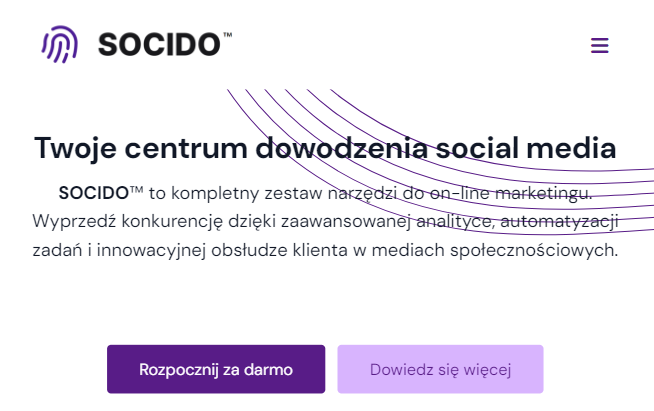 SOCIDO™
Twoje centrum dowodzenia social media
SOCIDO™ to kompletny zestaw narzędzi do on-line marketingu.
Wyprzedź konkurencję dzięki zaawansowanej analityce, automatyzacji
zadań i innowacyjnej obsłudze klienta w mediach społecznościowych.
Rozpocznij za darmo
Dowiedz się więcej